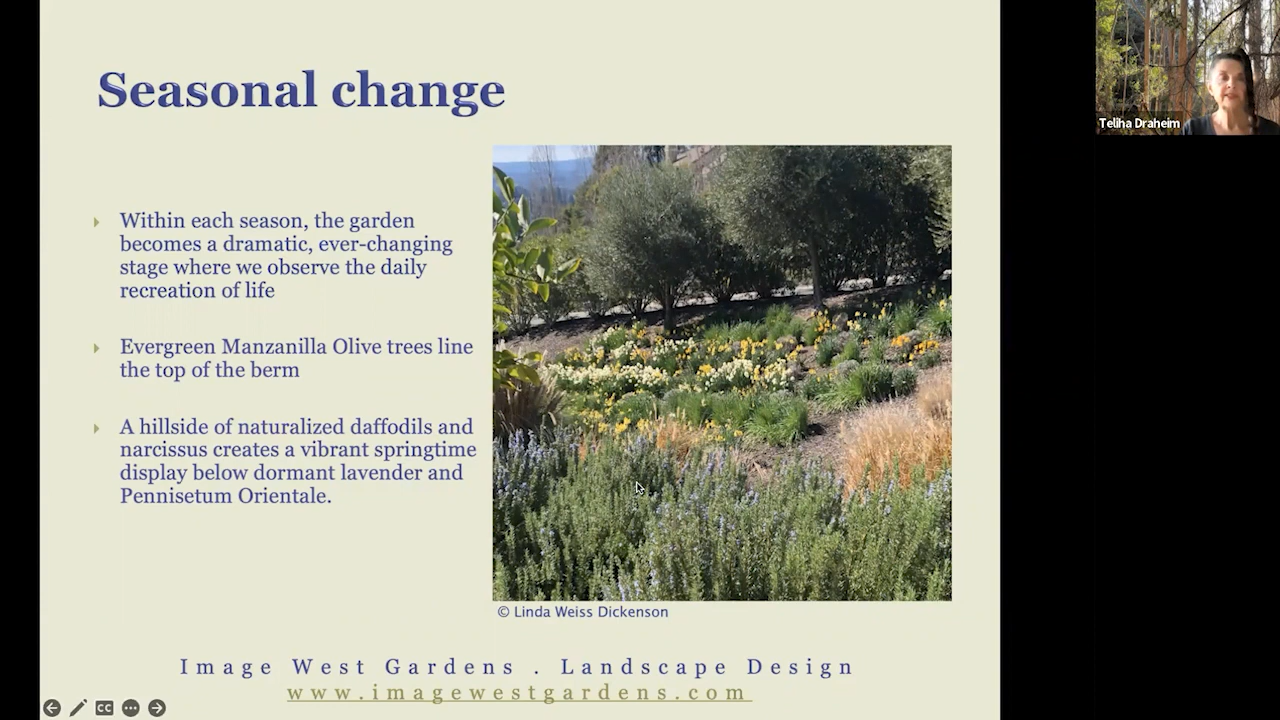 Seasonal change
Within each season, the garden
becomes a dramatic, ever-changing
stage where we observe the daily
recreation of life
Evergreen Manzanilla Olive trees line
the top of the berm
A hillside of naturalized daffodils and
narcissus creates a vibrant springtime
display below dormant lavender and
Pennisetum Orientale.
© Linda Weiss Dickenson
Image West Gardens . Landscape Design
www.imagewestgardens.com
CC
Teliha Draheim